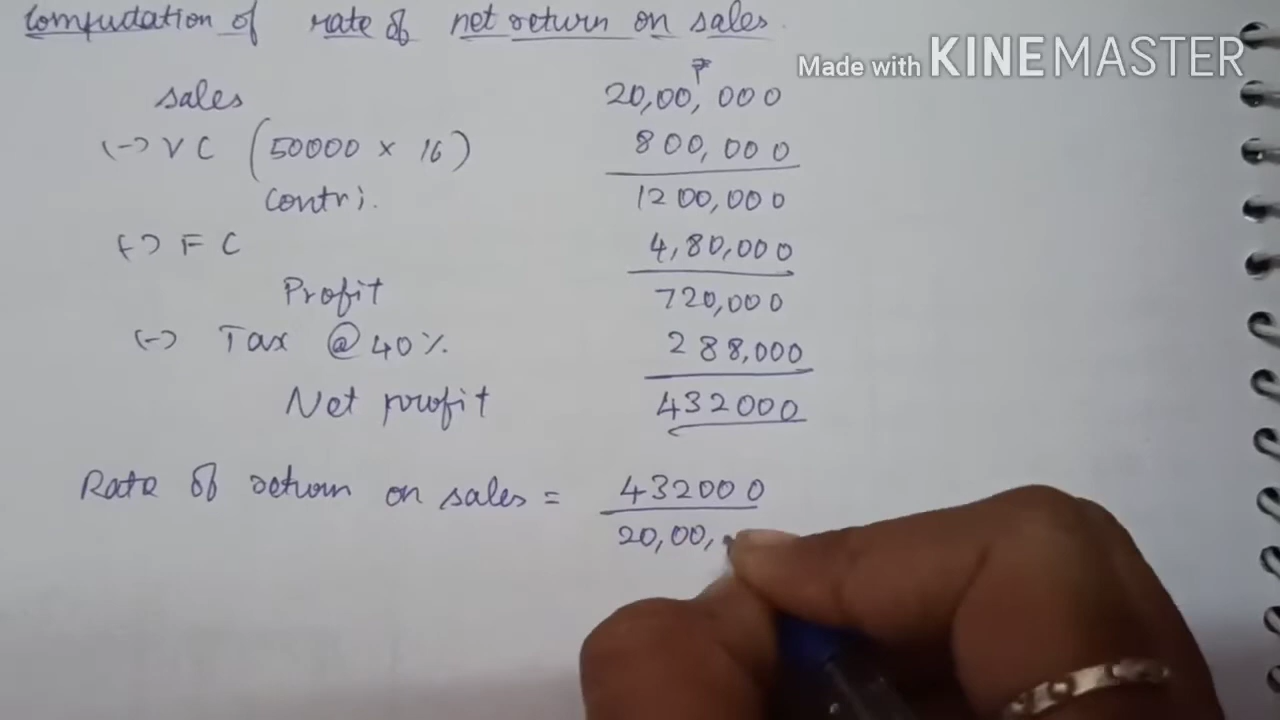 Computation of rate of net return on sales.
Made with KINEMASTER
₹
sales 20,00,000
(-) VC (50000 × 16) 800,000
Contri. 1200,000
(-) FC 4,80,000
Profit 720,000
(-) Tax @ 40% 288,000
Net profit 432000
Rate of return on sales = 432000
20,00,